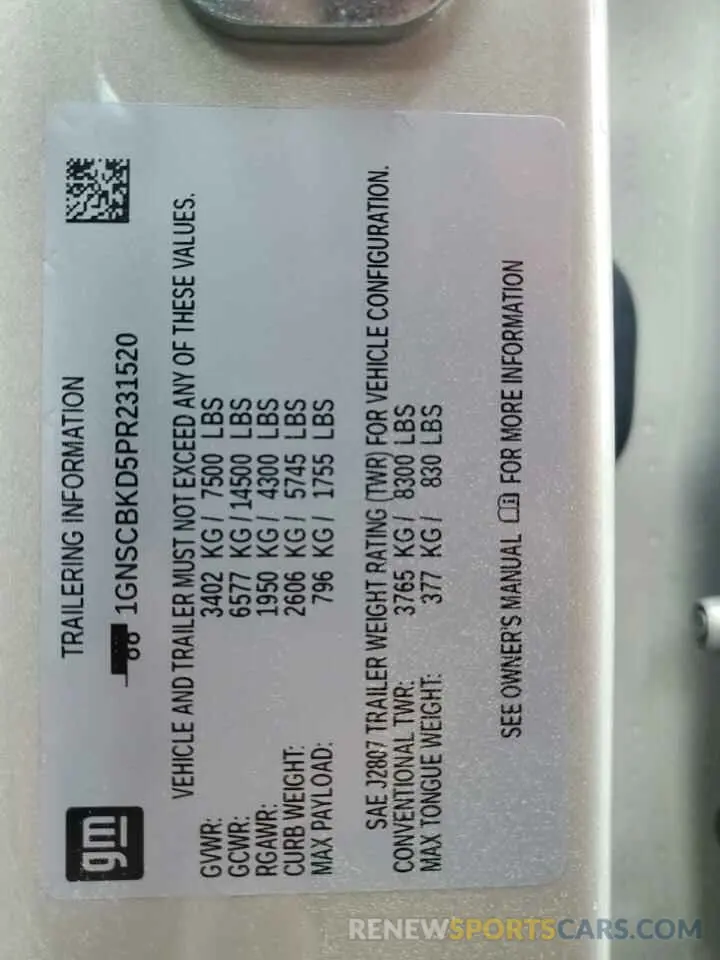 gm
TRAILERING INFORMATION
1GNSCBKD5PR231520
VEHICLE AND TRAILER MUST NOT EXCEED ANY OF THESE VALUES.
GVWR: 3402 KG / 7500 LBS
GCWR: 6577 KG / 14500 LBS
RGAWR: 1950 KG / 4300 LBS
CURB WEIGHT: 2606 KG / 5745 LBS
MAX PAYLOAD: 796 KG / 1755 LBS
SAE J2807 TRAILER WEIGHT RATING (TWR) FOR VEHICLE CONFIGURATION.
CONVENTIONAL TWR: 3765 KG / 8300 LBS
MAX TONGUE WEIGHT: 377 KG / 830 LBS
SEE OWNER'S MANUAL FOR MORE INFORMATION
RENEWSPORTSCARS.COM